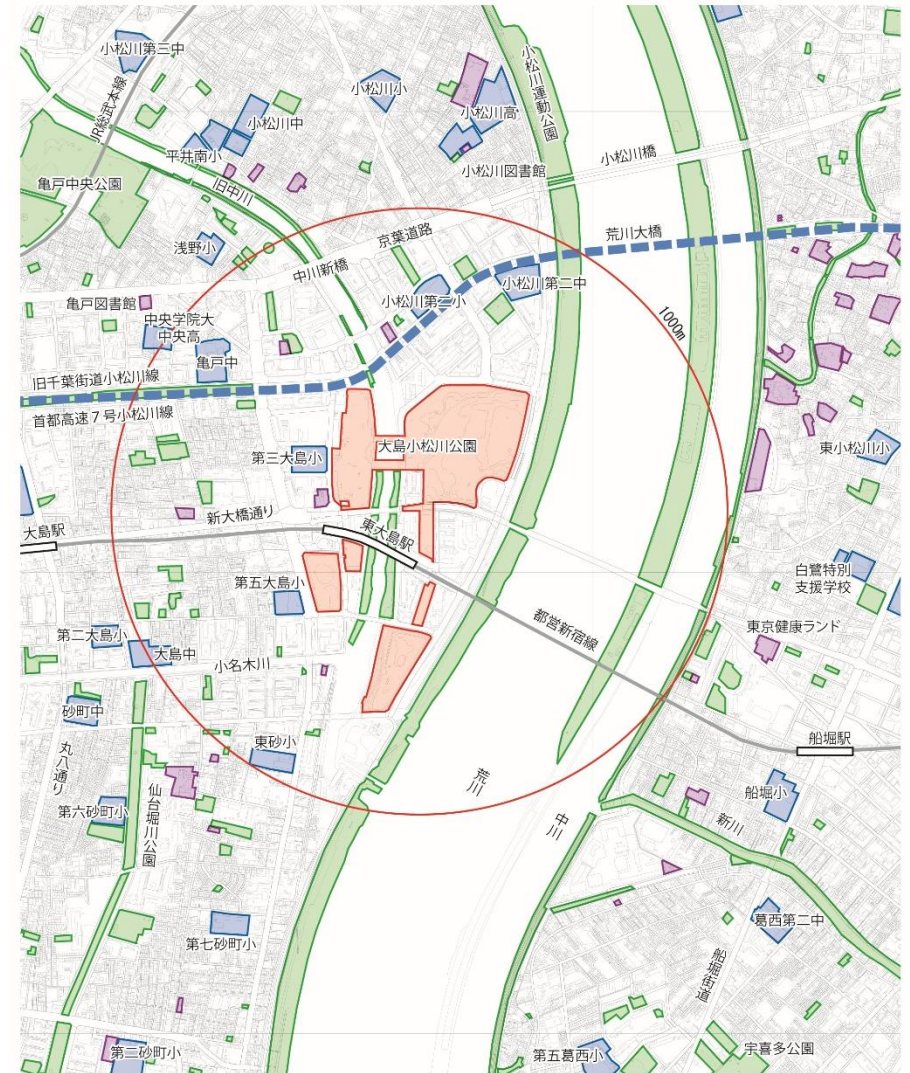 小松川第三中
JR総武本線
小松川小
小松川運動公園
小松川中
小松川高
平井南小
小松川橋
小松川図書館
亀戸中央公園
旧中川
京葉道路
荒川大橋
浅野小
中川新橋
小松川第二小
小松川第二中
亀戸図書館
中央学院大
中央高
1000m
亀戸中
旧千葉街道小松川線
首都高速7号小松川線
大島小松川公園
第三大島小
東小松川小
新大橋通り
大島駅
東大島駅
白鷺特別
支援学校
第五大島小
都営新宿線
東京健康ランド
第二大島小
大島中
小名木川
砂町中
東砂小
船堀駅
丸八通り
荒川
船堀小
仙台堀川公園
第六砂町小
中川
新川
葛西第二中
第七砂町小
船堀街道
第二砂町小
第五葛西小
宇喜多公園